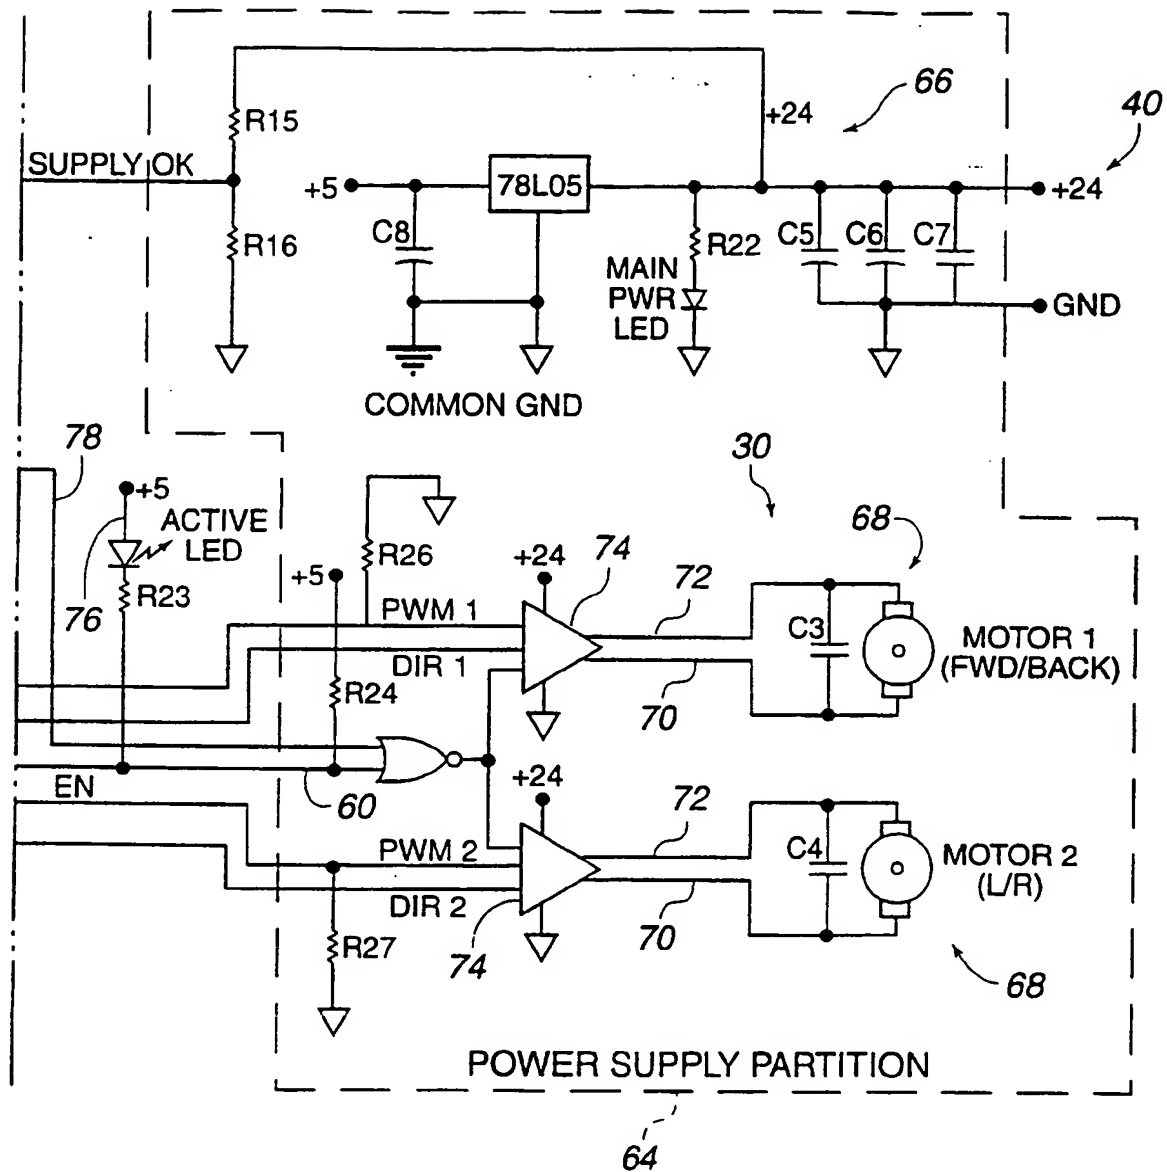 66
40
R15
+24
SUPPLY OK
+5
78L05
+24
R16
C8
R22
C5
C6
C7
MAIN
PWR
LED
GND
COMMON GND
78
30
+5
ACTIVE
LED
68
76
R23
R26
+5
+24
74
72
PWM 1
C3
MOTOR 1
(FWD/BACK)
DIR 1
R24
70
+24
EN
60
72
PWM 2
C4
MOTOR 2
(L/R)
DIR 2
70
R27
74
68
POWER SUPPLY PARTITION
64